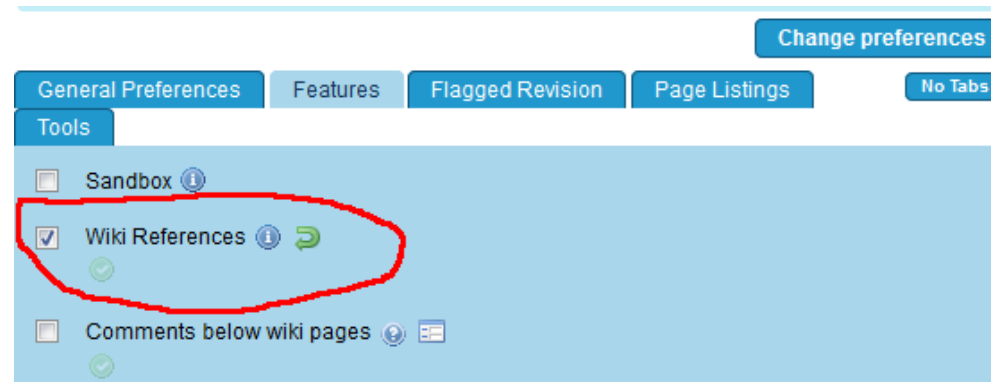 Change preferences
General Preferences Features Flagged Revision Page Listings No Tabs
Tools
Sandbox
Wiki References
Comments below wiki pages